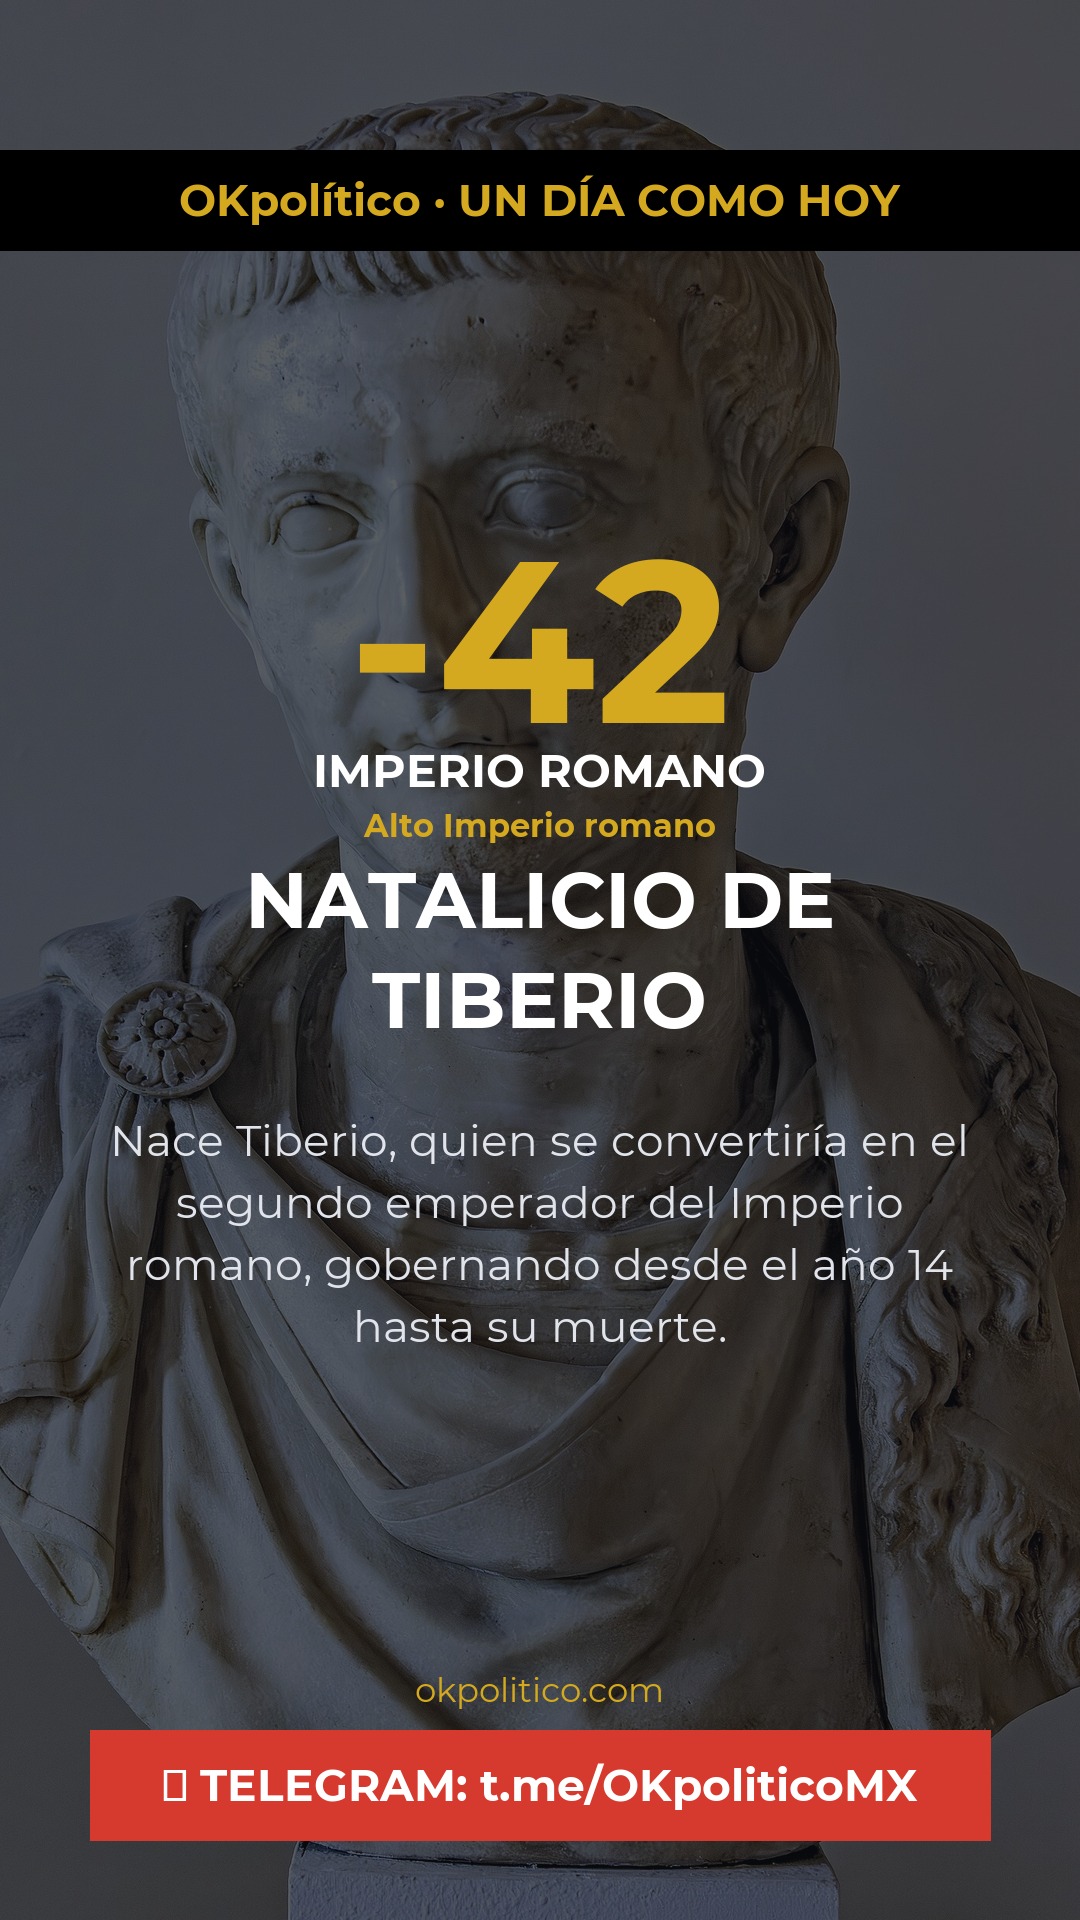 OKpolítico · UN DÍA COMO HOY
-42
IMPERIO ROMANO
Alto Imperio romano
NATALICIO DE
TIBERIO
Nace Tiberio, quien se convertiría en el
segundo emperador del Imperio
romano, gobernando desde el año 14
hasta su muerte.
okpolitico.com
TELEGRAM: t.me/OKpoliticoMX